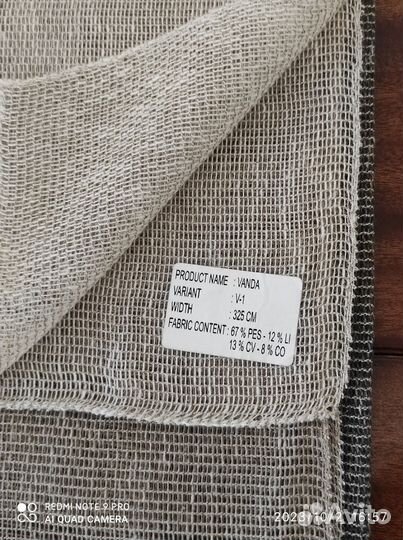 PRODUCT NAME : VANDA
VARIANT : V-1
WIDTH : 325 CM
FABRIC CONTENT : 67 % PES - 12 % LI
13 % CV - 8 % CO
REDMI NOTE 9 PRO
AI QUAD CAMERA
Avito